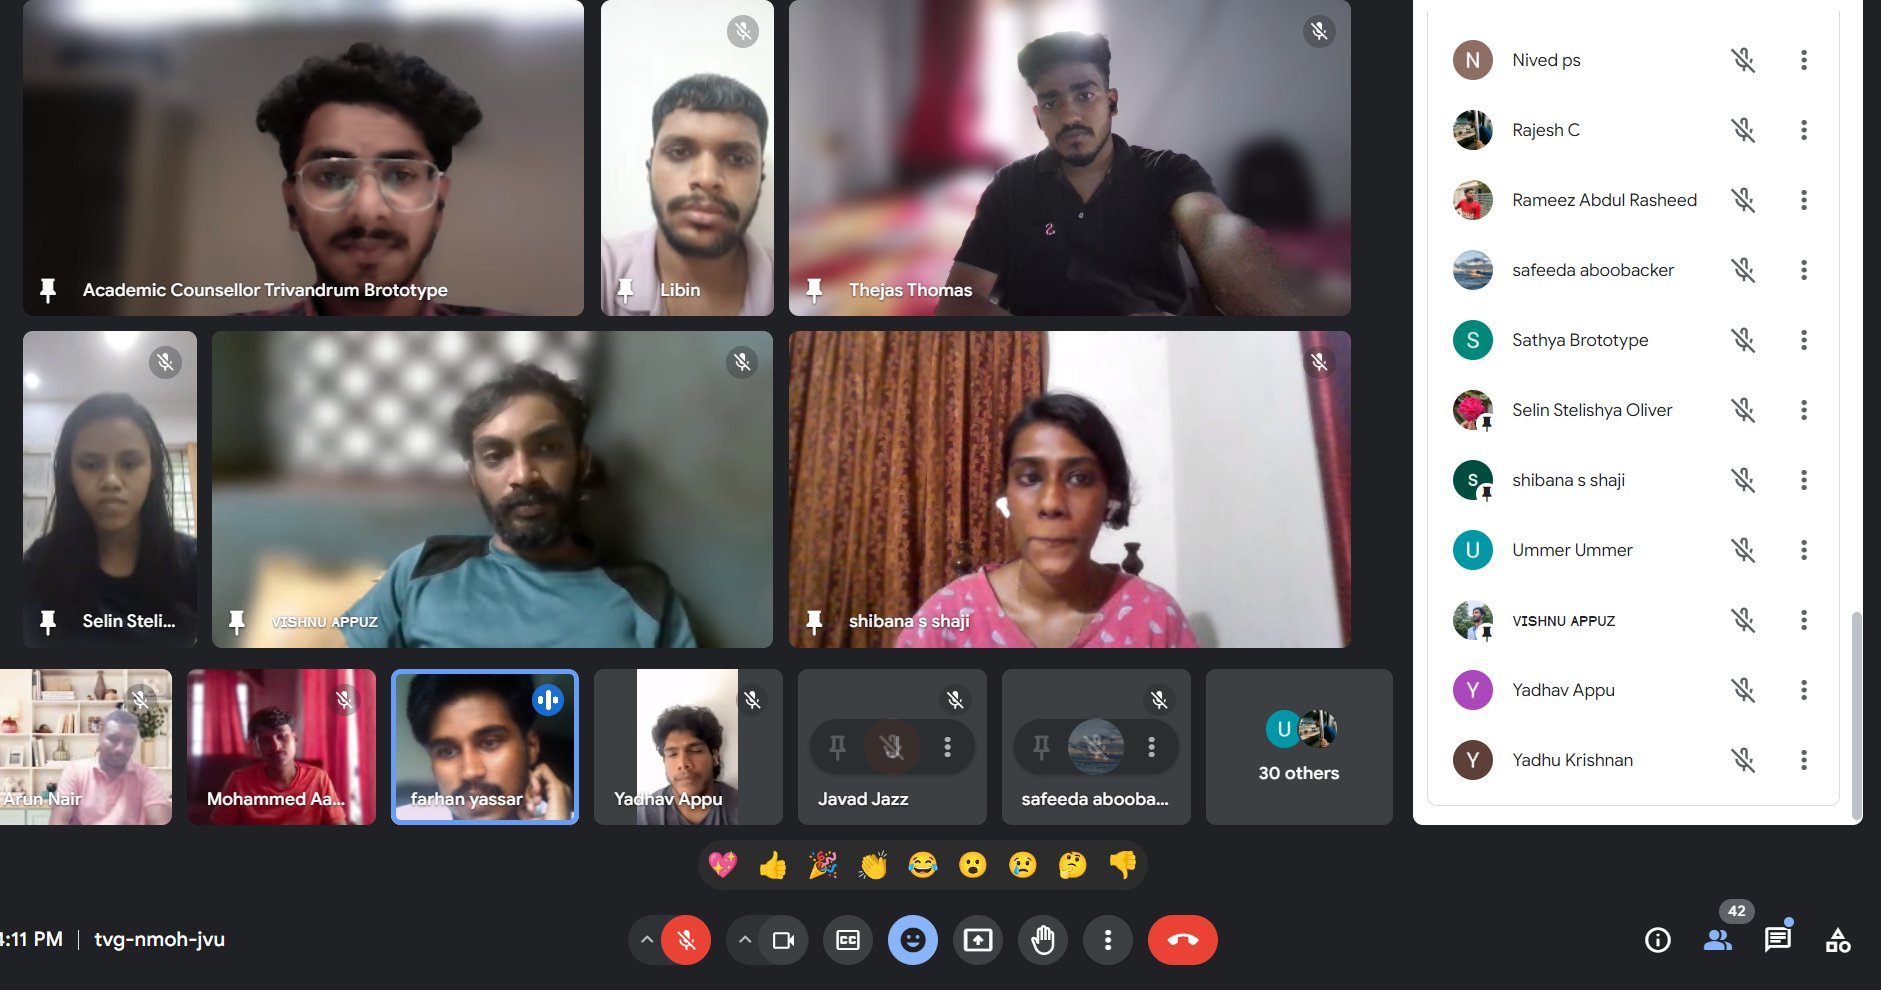 Academic Counsellor Trivandrum Brototype
Libin
Thejas Thomas
Selin Steli...
VISHNU APPUZ
shibana s shaji
Arun Nair
Mohammed Aa...
farhan yassar
Yadhav Appu
Javad Jazz
J
safeeda abooba...
U
30 others
N
Nived ps
Rajesh C
Rameez Abdul Rasheed
safeeda aboobacker
S
Sathya Brototype
Selin Stelishya Oliver
s
shibana s shaji
U
Ummer Ummer
VISHNU APPUZ
Y
Yadhav Appu
Y
Yadhu Krishnan
4:11 PM | tvg-nmoh-jvu
CC
42